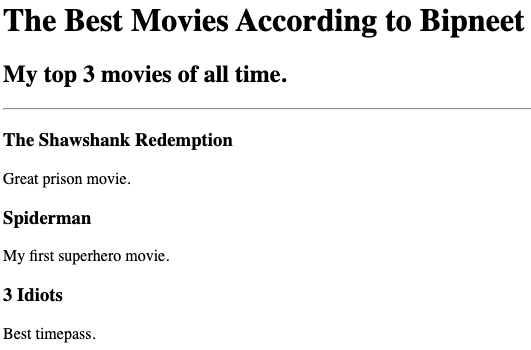 The Best Movies According to Bipneet
My top 3 movies of all time.
The Shawshank Redemption
Great prison movie.
Spiderman
My first superhero movie.
3 Idiots
Best timepass.